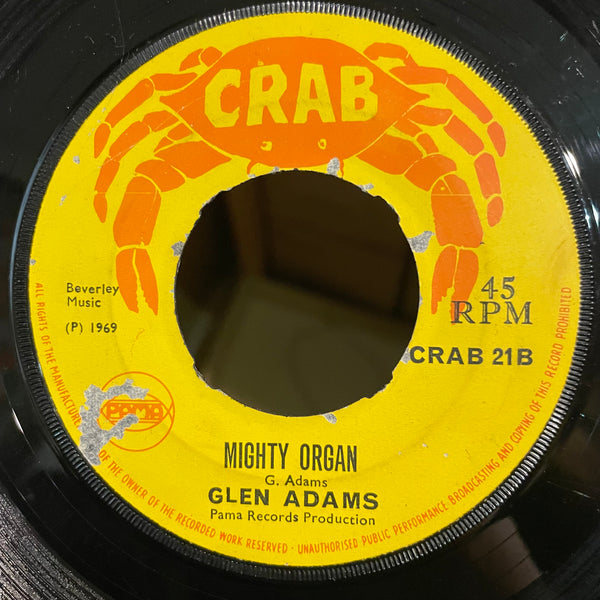 CRAB
Beverley
Music
(P) 1969
45
RPM
CRAB 21B
PAMA
MIGHTY ORGAN
G. Adams
GLEN ADAMS
Pama Records Production
ALL RIGHTS OF THE MANUFACTURER OF THE OWNER OF THE RECORDED WORK RESERVED · UNAUTHORISED PUBLIC PERFORMANCE BROADCASTING AND COPYING OF THIS RECORD PROHIBITED